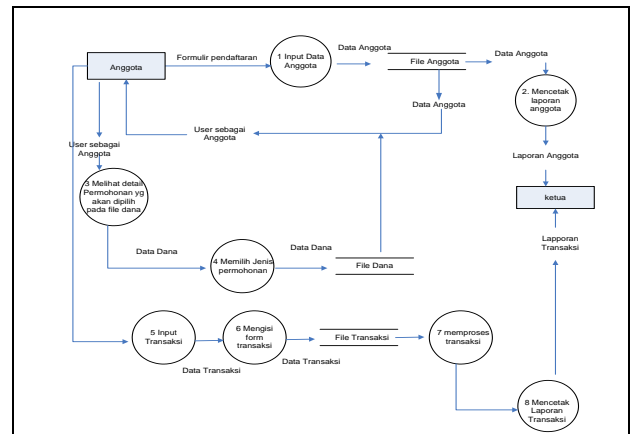 Anggota
Formulir pendaftaran
1 Input Data
Anggota
Data Anggota
File Anggota
Data Anggota
2. Mencetak
laporan
anggota
Data Anggota
User sebagai
Anggota
User sebagai
Anggota
Laporan Anggota
3 Melihat detail
Permohonan yg
akan dipilih
pada file dana
ketua
Data Dana
4 Memilih Jenis
permohonan
Data Dana
File Dana
Lapporan
Transaksi
5 Input
Transaksi
Data Transaksi
6 Mengisi
form
transaksi
Data Transaksi
File Transaksi
7 memproses
transaksi
8 Mencetak
Laporan
Transaksi